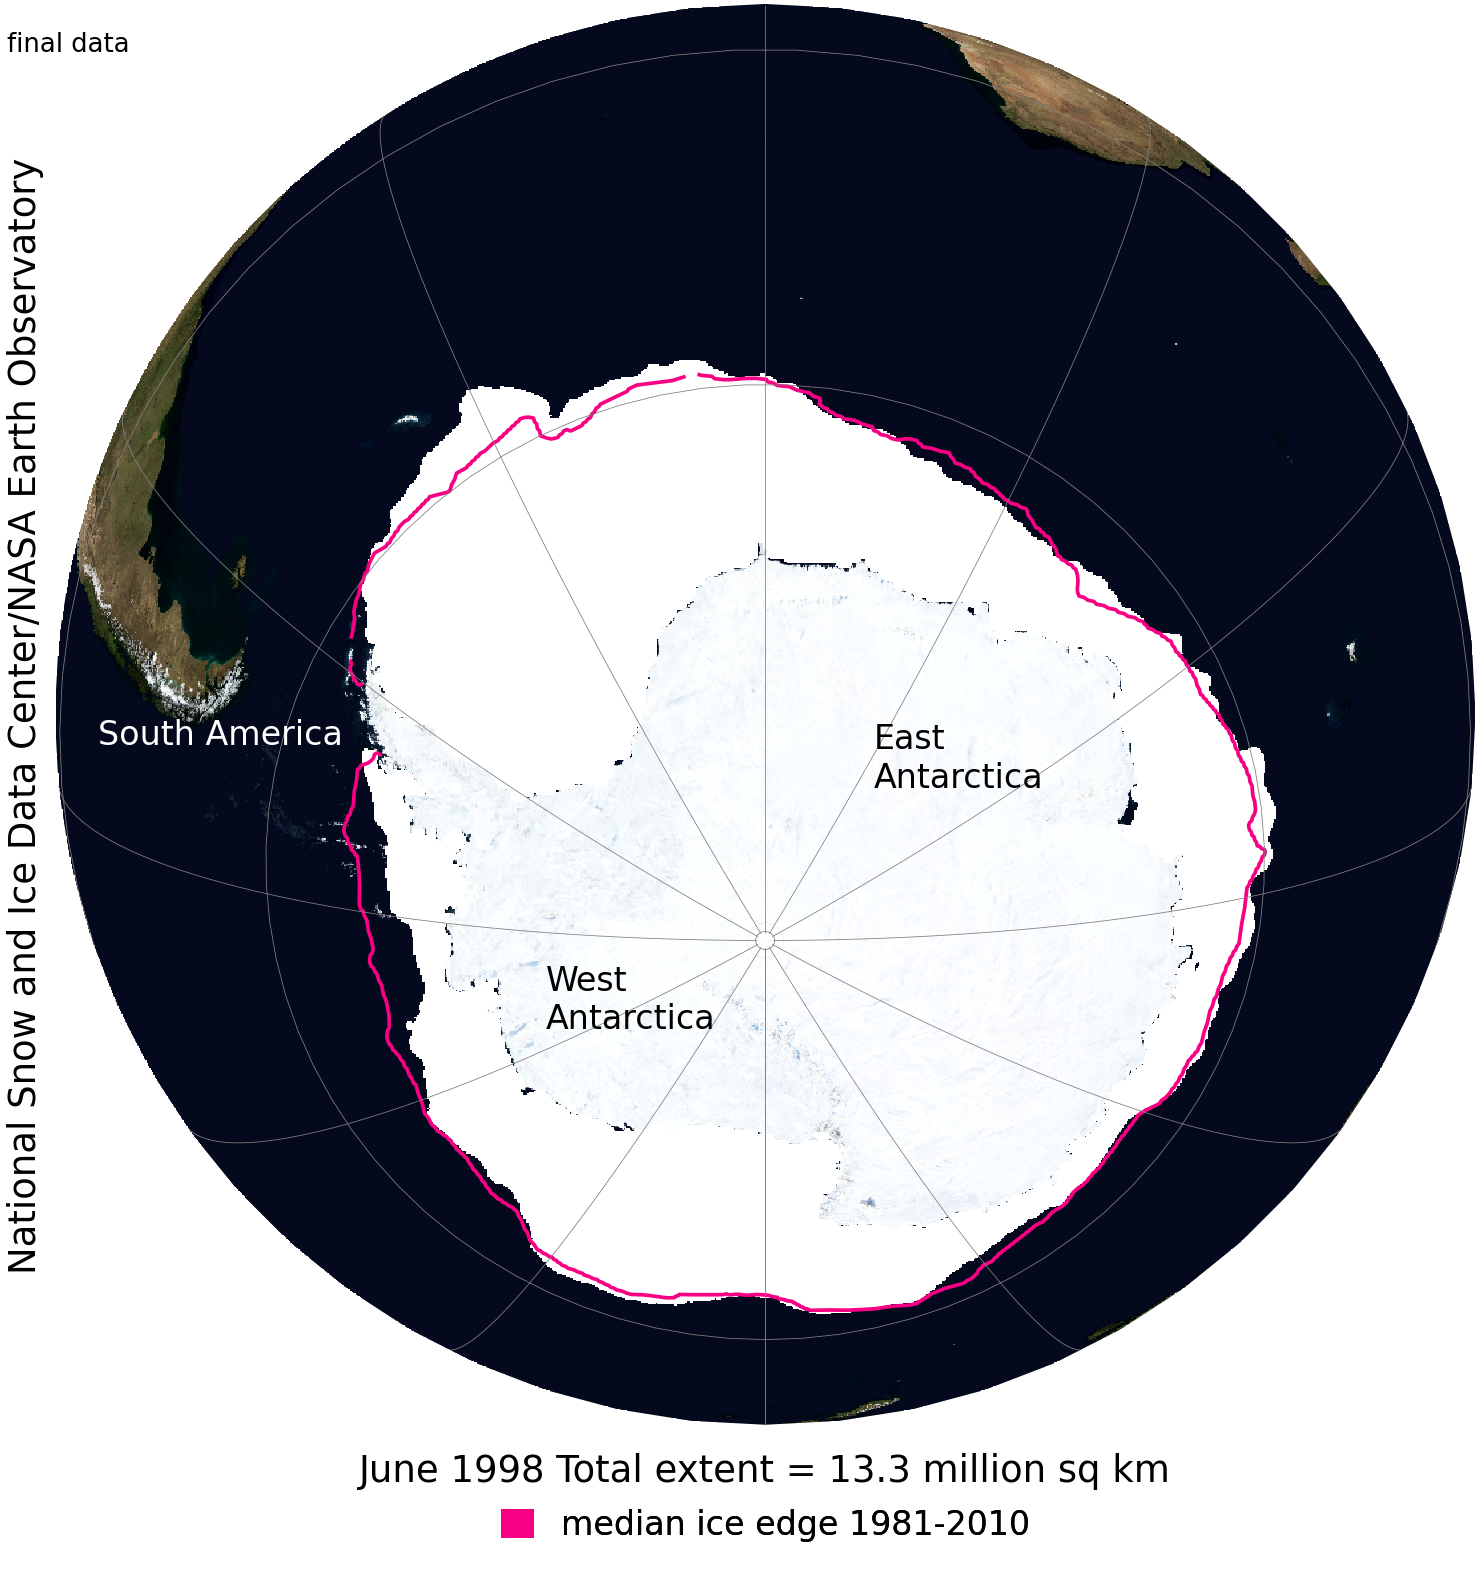 final data
National Snow and Ice Data Center/NASA Earth Observatory
South America
East
Antarctica
West
Antarctica
June 1998 Total extent = 13.3 million sq km
median ice edge 1981-2010